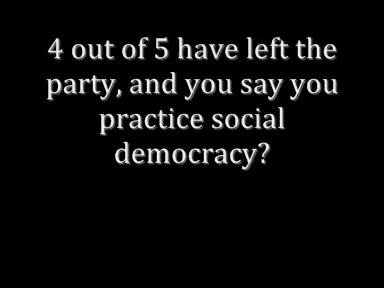 4 out of 5 have left the
party, and you say you
practice social
democracy?